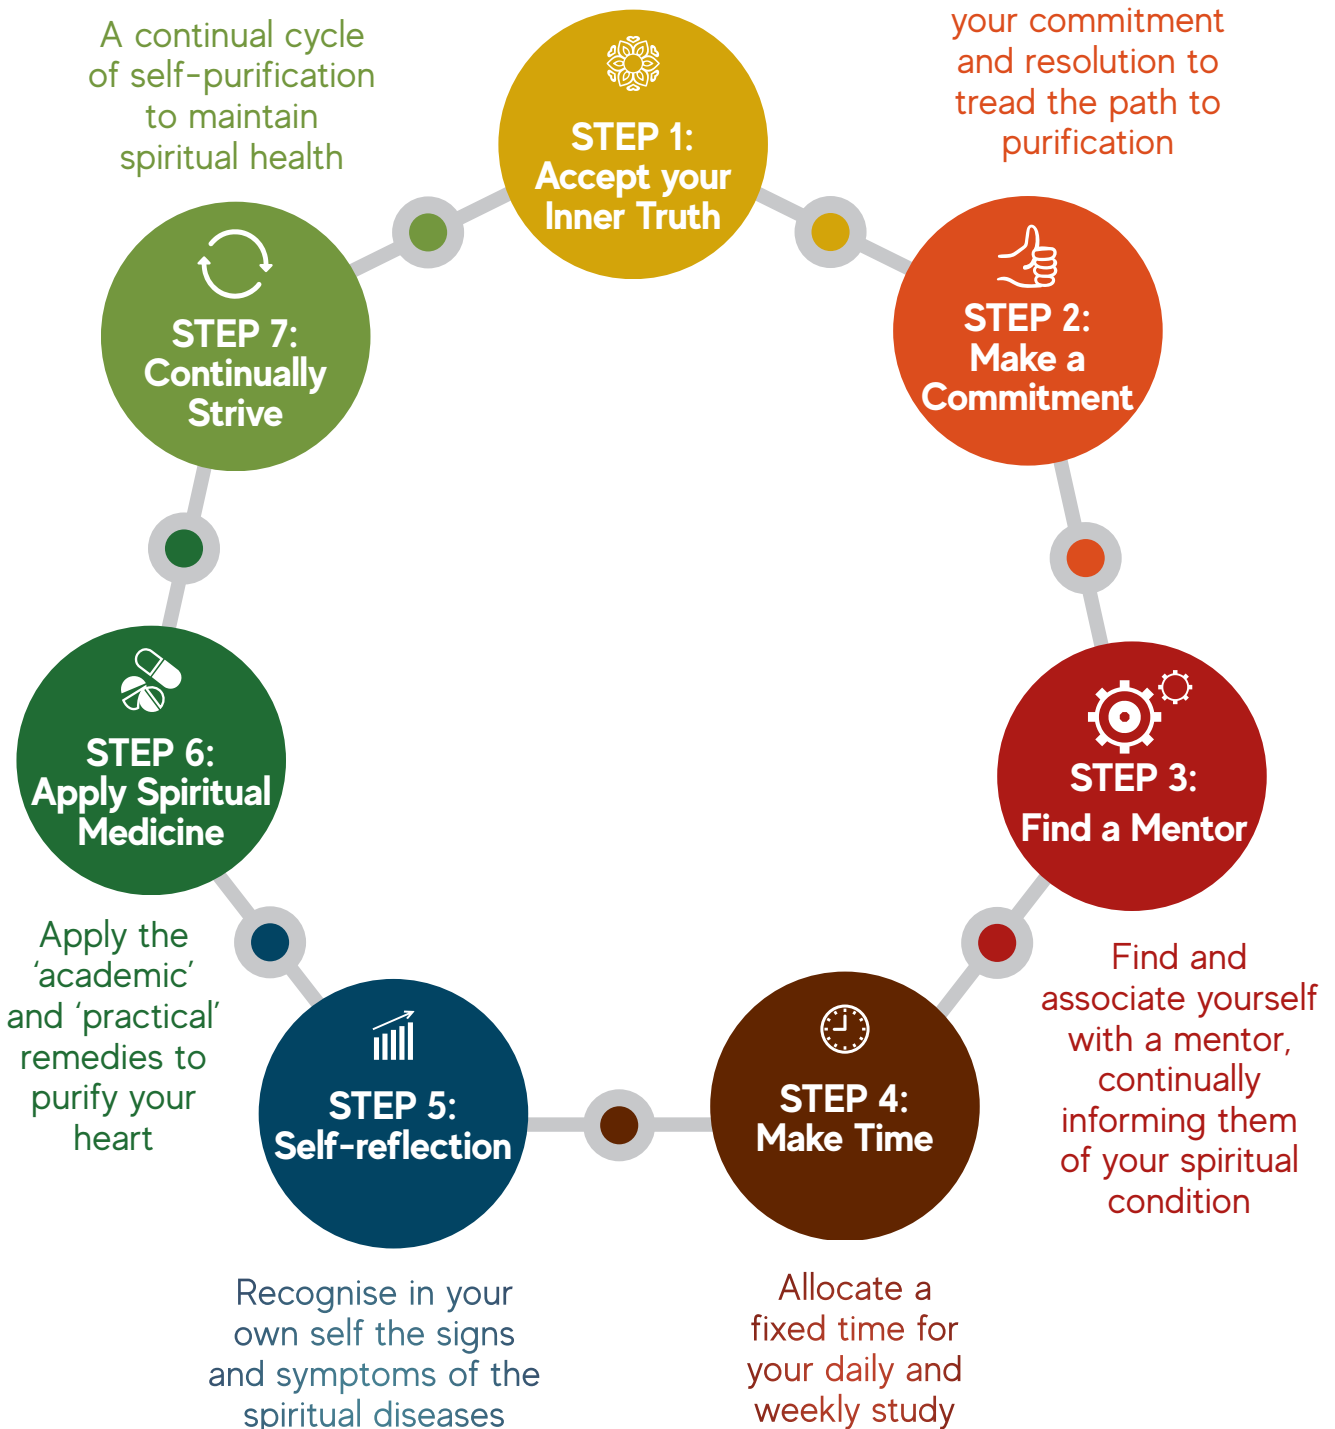 STEP 1:
Accept your
Inner Truth
your commitment
and resolution to
tread the path to
purification
STEP 2:
Make a
Commitment
STEP 3:
Find a Mentor
Find and
associate yourself
with a mentor,
continually
informing them
of your spiritual
condition
STEP 4:
Make Time
Allocate a
fixed time for
your daily and
weekly study
STEP 5:
Self-reflection
Recognise in your
own self the signs
and symptoms of the
spiritual diseases
STEP 6:
Apply Spiritual
Medicine
Apply the
‘academic’
and ‘practical’
remedies to
purify your
heart
A continual cycle
of self-purification
to maintain
spiritual health
STEP 7:
Continually
Strive